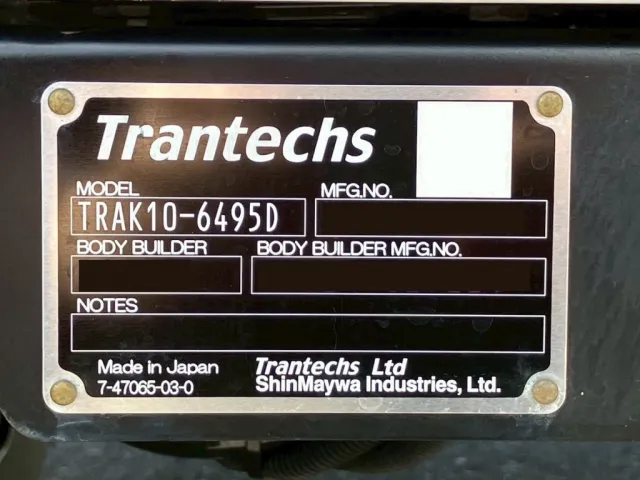 Trantechs
MODEL MFG.NO.
TRAK10-6495D
BODY BUILDER BODY BUILDER MFG.NO.
NOTES
Made in Japan Trantechs Ltd
7-47065-03-0 ShinMaywa Industries, Ltd.